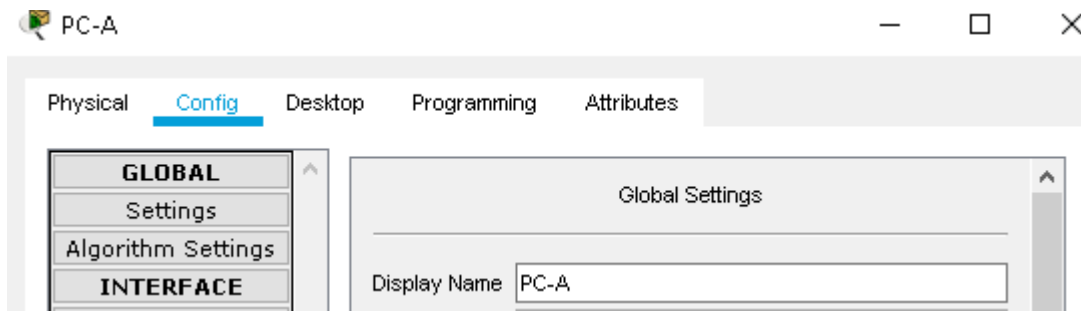 PC-A
Physical Config Desktop Programming Attributes
GLOBAL
Settings
Algorithm Settings
INTERFACE
Global Settings
Display Name PC-A